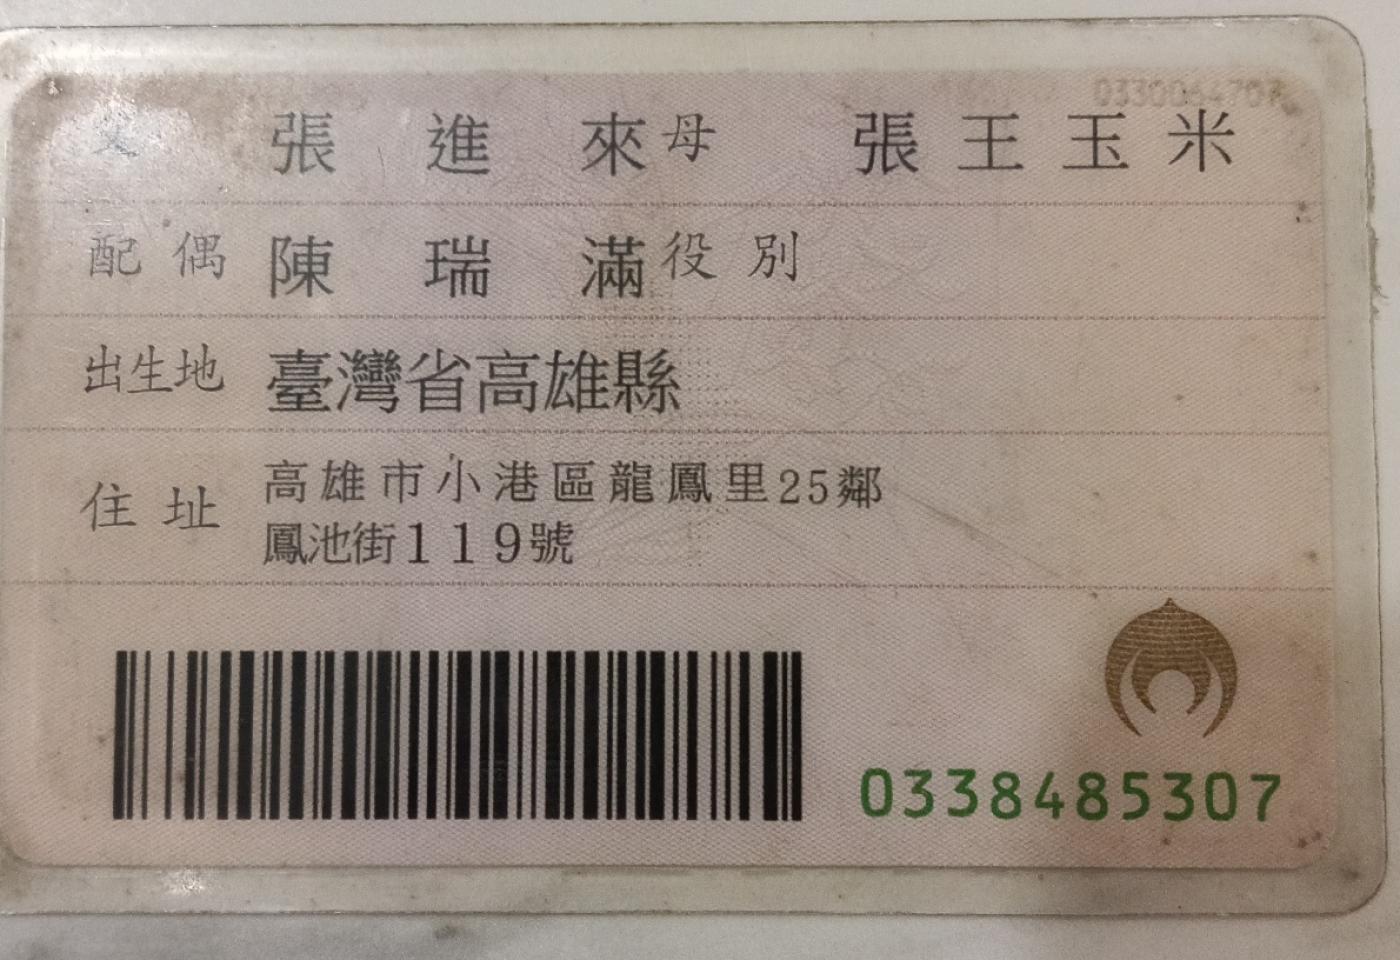 父 張進來 母 張王玉米
配偶 陳瑞滿 役別
出生地 臺灣省高雄縣
住址 高雄市小港區龍鳳里25鄰
鳳池街119號
0338485307